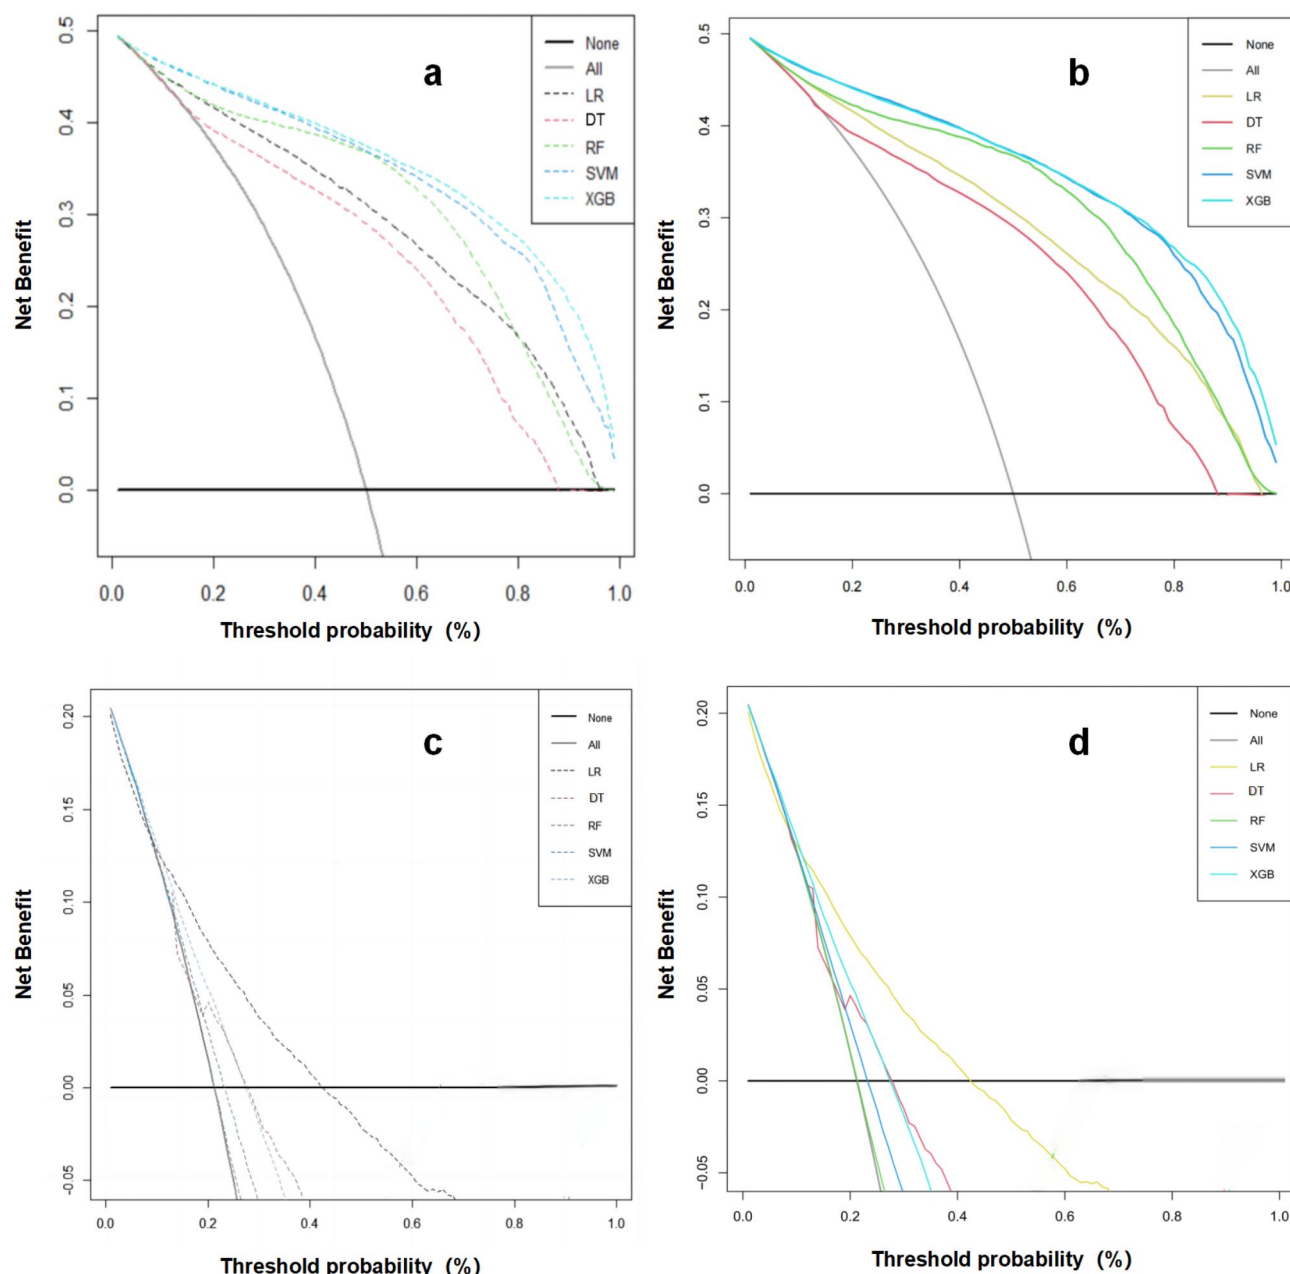 a
Net Benefit
0.5
0.4
0.3
0.2
0.1
0.0
0.0 0.2 0.4 0.6 0.8 1.0
Threshold probability (%)
None
All
LR
DT
RF
SVM
XGB
b
Net Benefit
0.5
0.4
0.3
0.2
0.1
0.0
0.0 0.2 0.4 0.6 0.8 1.0
Threshold probability (%)
None
All
LR
DT
RF
SVM
XGB
c
Net Benefit
0.20
0.15
0.10
0.05
0.00
-0.05
0.0 0.2 0.4 0.6 0.8 1.0
Threshold probability (%)
None
All
LR
DT
RF
SVM
XGB
d
Net Benefit
0.20
0.15
0.10
0.05
0.00
-0.05
0.0 0.2 0.4 0.6 0.8 1.0
Threshold probability (%)
None
All
LR
DT
RF
SVM
XGB